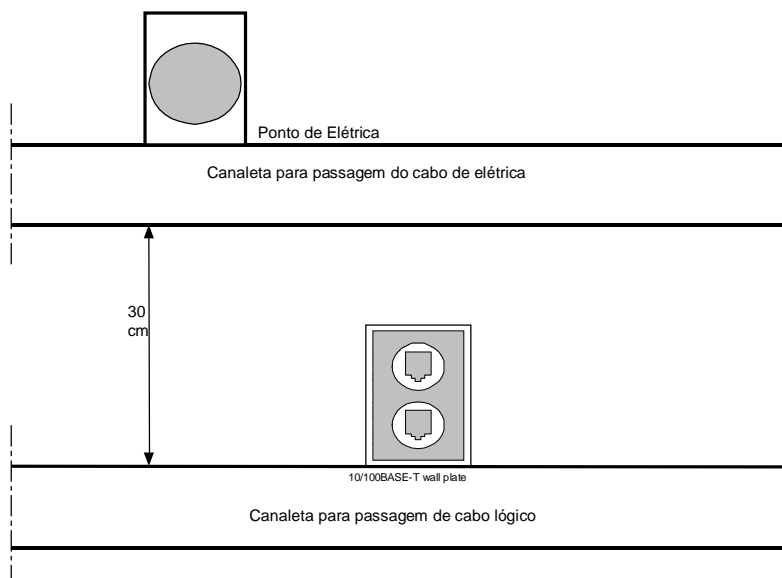 Ponto de Elétrica
Canaleta para passagem do cabo de elétrica
30
cm
10/100BASE-T wall plate
Canaleta para passagem de cabo lógico